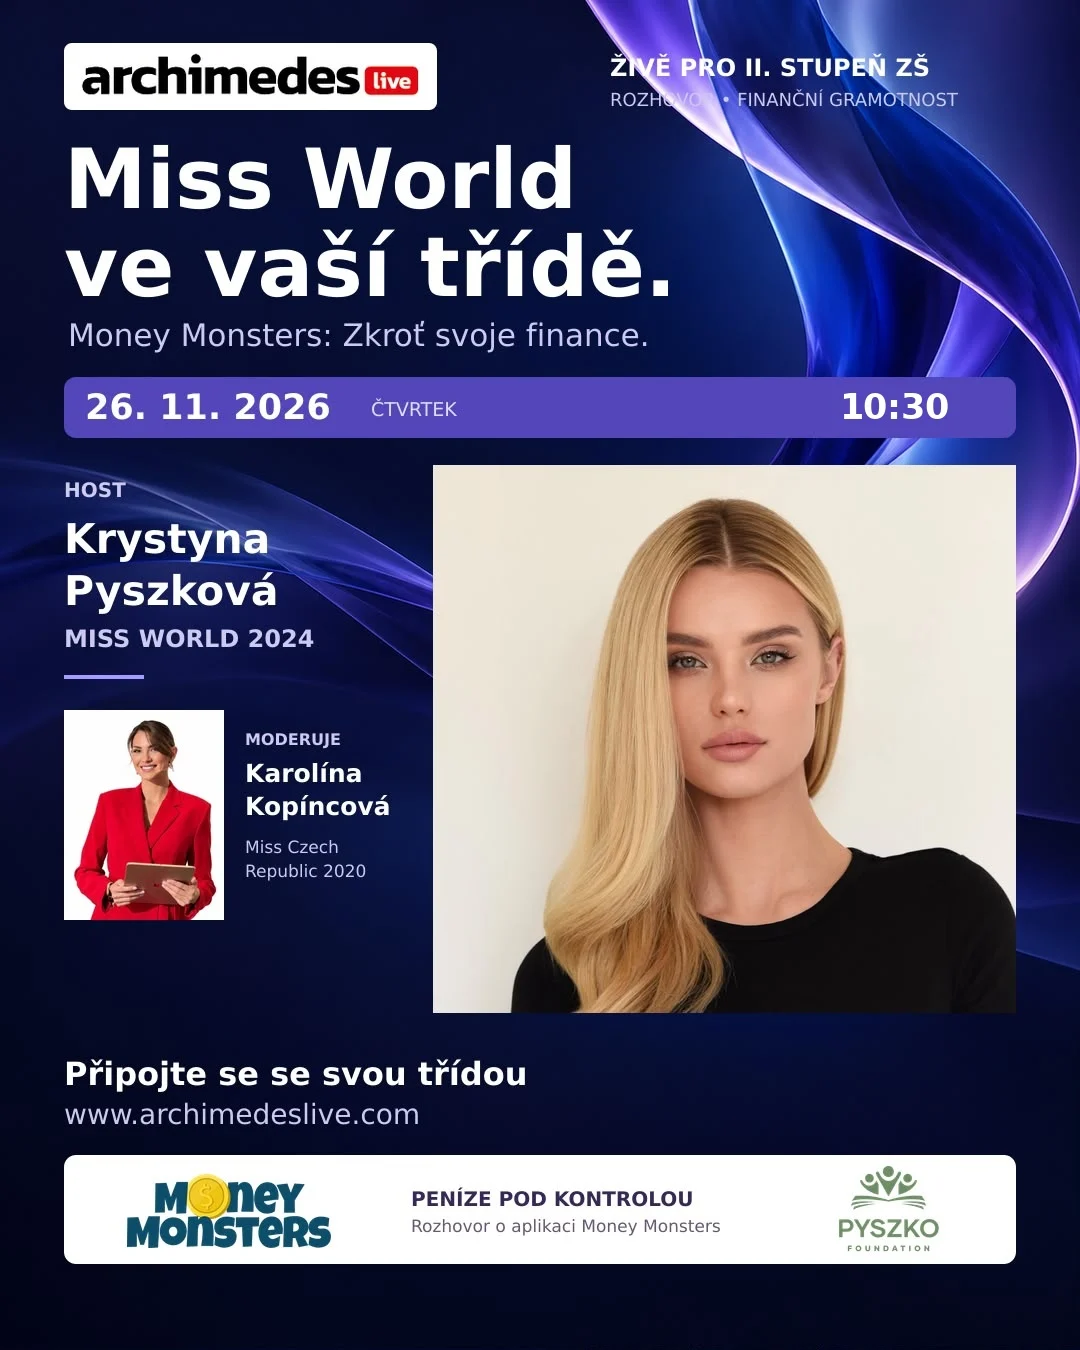 archimedes live
ŽIVĚ PRO II. STUPEŇ ZŠ
ROZHOVOR • FINANČNÍ GRAMOTNOST
Miss World
ve vaší třídě.
Money Monsters: Zkroť svoje finance.
26. 11. 2026 ČTVRTEK 10:30
HOST
Krystyna
Pyszková
MISS WORLD 2024
MODERUJE
Karolína
Kopíncová
Miss Czech
Republic 2020
Připojte se se svou třídou
www.archimedeslive.com
Money
Monsters
PENÍZE POD KONTROLOU
Rozhovor o aplikaci Money Monsters
PYSZKO
FOUNDATION